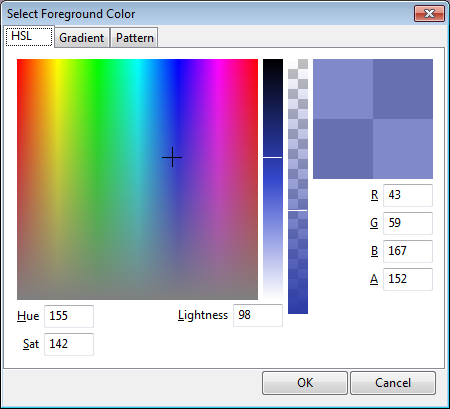 Select Foreground Color
HSL Gradient Pattern
R 43
G 59
B 167
A 152
Hue 155
Lightness 98
Sat 142
OK Cancel